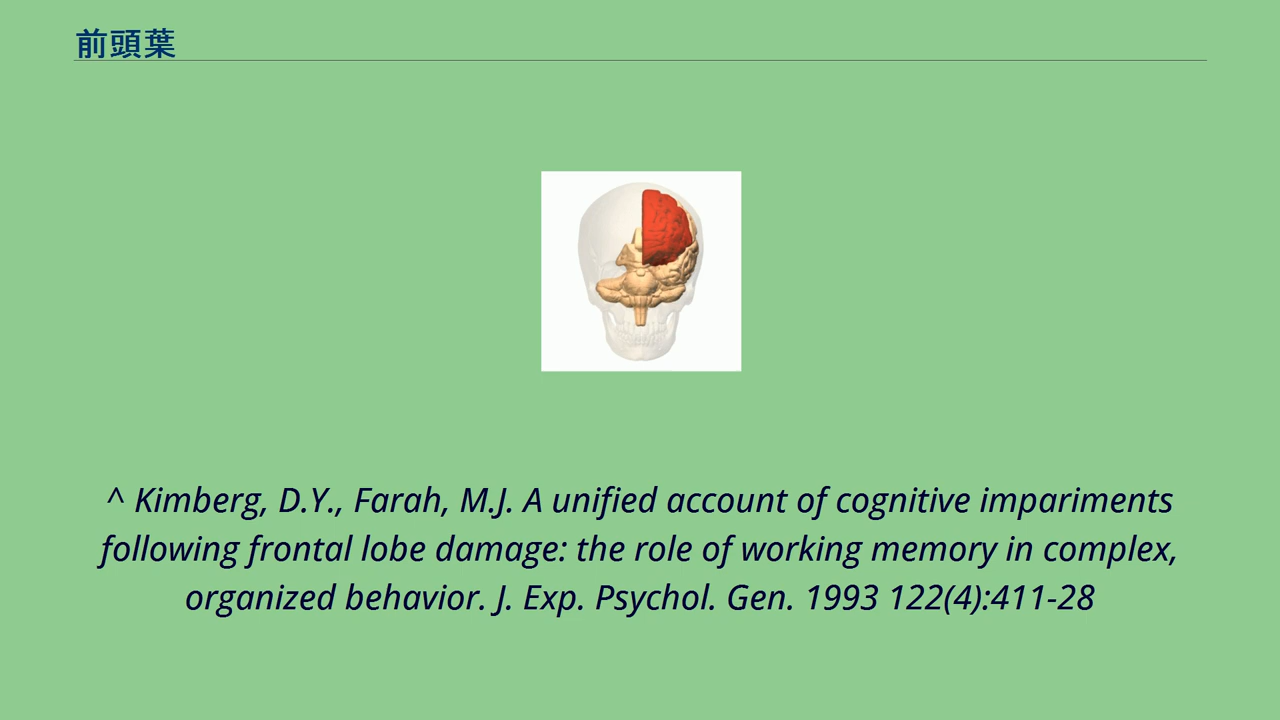 前頭葉
^ Kimberg, D.Y., Farah, M.J. A unified account of cognitive impariments
following frontal lobe damage: the role of working memory in complex,
organized behavior. J. Exp. Psychol. Gen. 1993 122(4):411-28